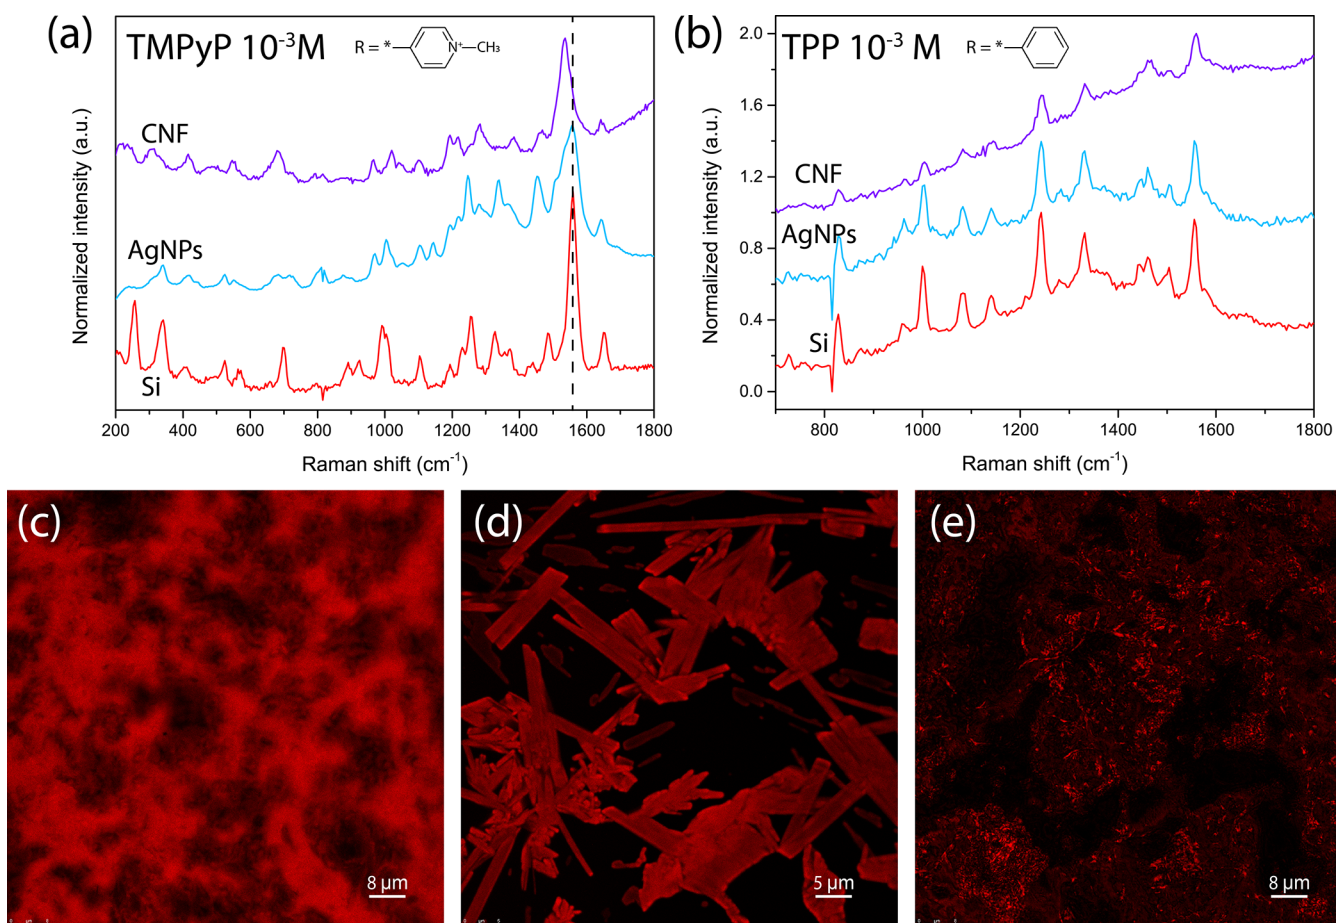 (a)
TMPyP 10⁻³M
R = *
N⁺
CH₃
CNF
AgNPs
Si
Normalized intensity (a.u.)
200 400 600 800 1000 1200 1400 1600 1800
Raman shift (cm⁻¹)
(b)
TPP 10⁻³ M
R = *
2.0
1.6
1.2
0.8
0.4
0.0
CNF
AgNPs
Si
Normalized intensity (a.u.)
800 1000 1200 1400 1600 1800
Raman shift (cm⁻¹)
(c)
8 µm
(d)
5 µm
(e)
8 µm